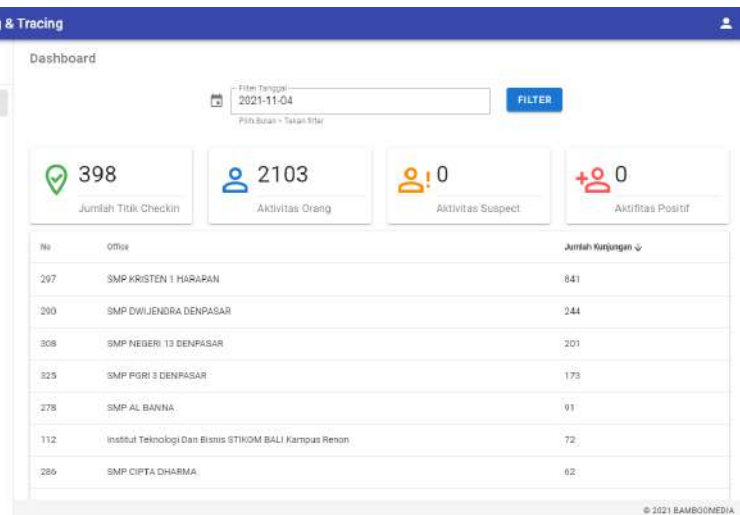 & Tracing
Dashboard
Filter Tanggal
2021-11-04
FILTER
Pilih Bulan + Tekan filter
398
Jumlah Titik Checkin
2103
Aktivitas Orang
0
Aktivitas Suspect
0
Aktifitas Positif
No Office Jumlah Kunjungan
297 SMP KRISTEN 1 HARAPAN 841
290 SMP DWIJENDRA DENPASAR 244
308 SMP NEGERI 13 DENPASAR 201
325 SMP PGRI 3 DENPASAR 173
278 SMP AL BANNA 91
112 Institut Teknologi Dan Bisnis STIKOM BALI Kampus Renon 72
286 SMP CIPTA DHARMA 62
© 2021 BAMBOOMEDIA